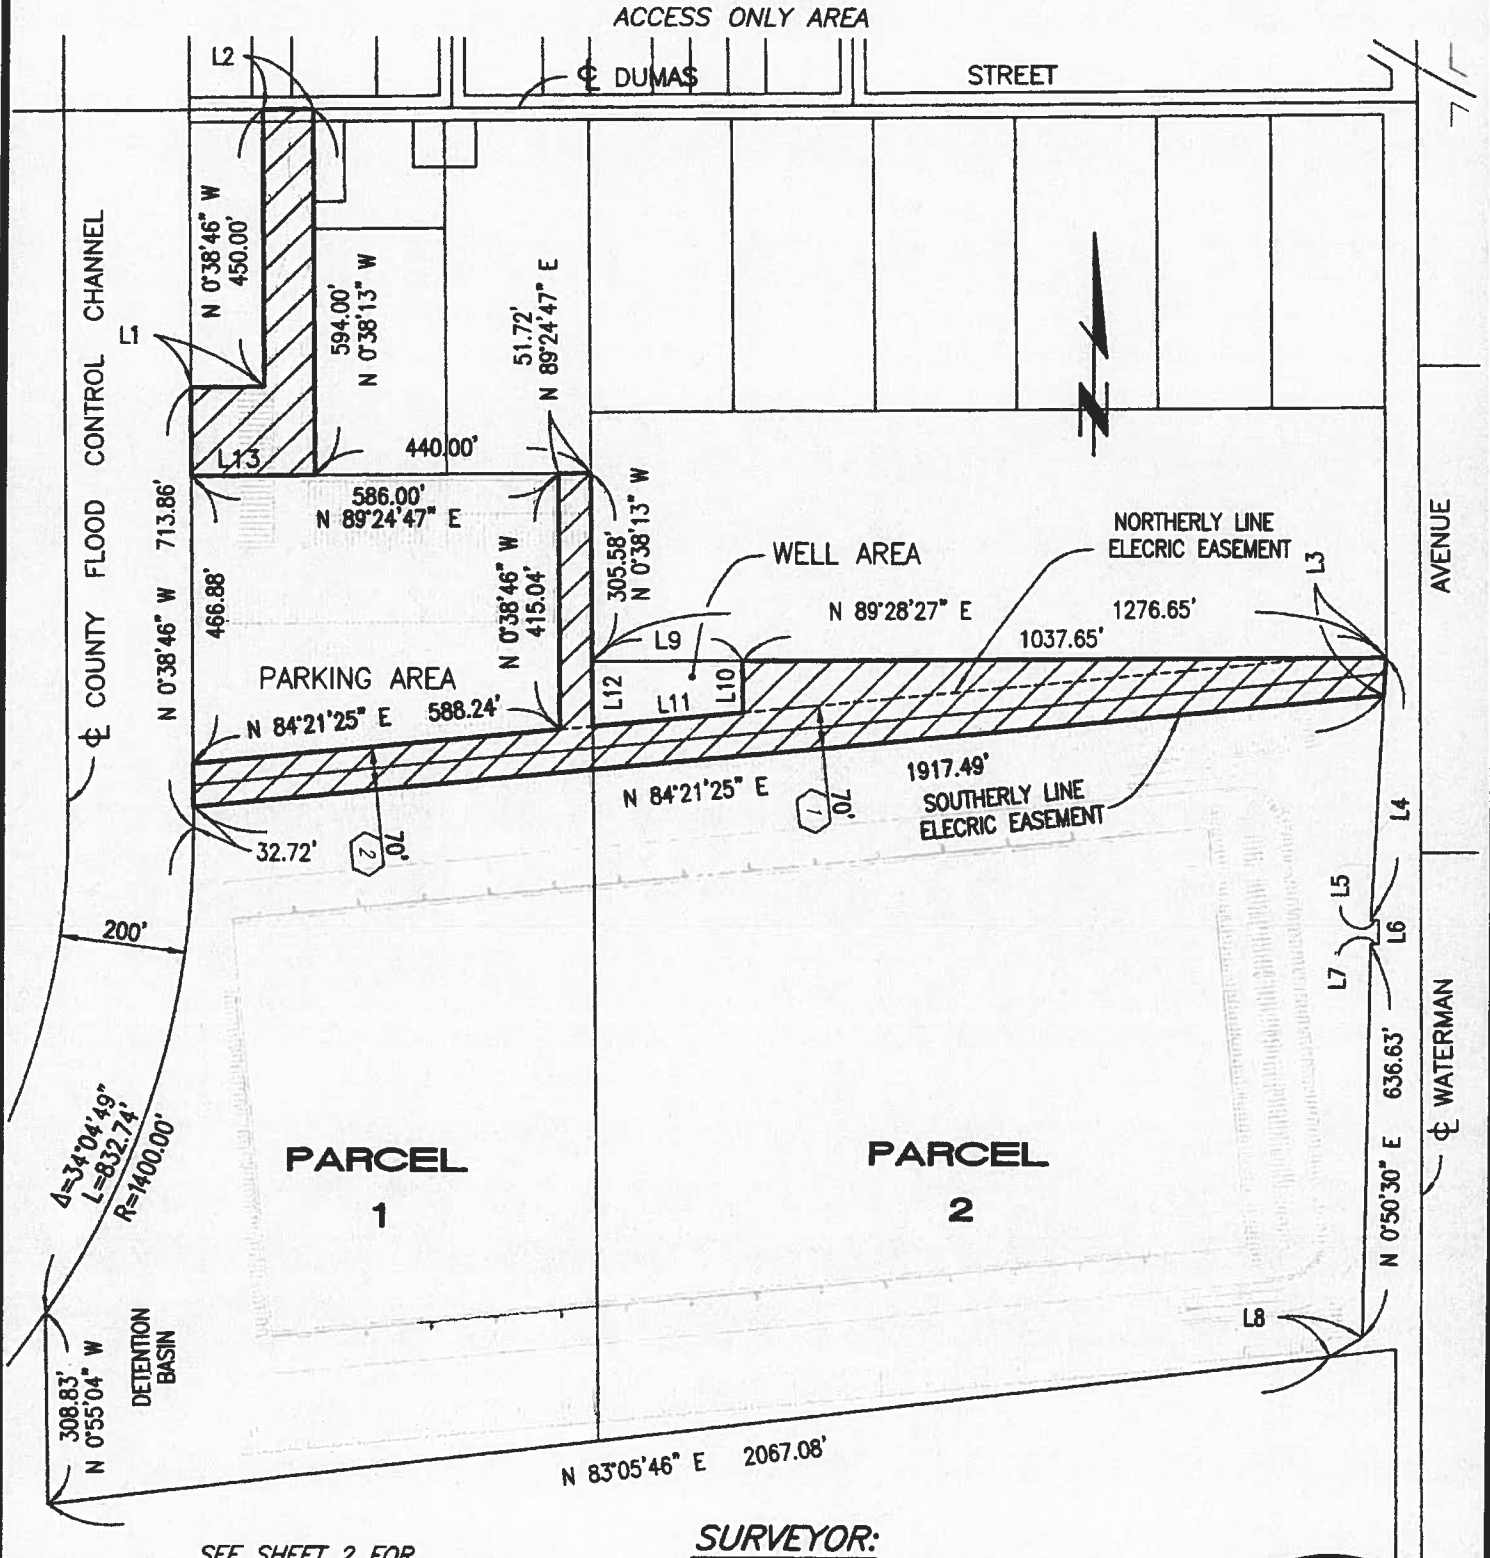 ACCESS ONLY AREA
L2
℄ DUMAS STREET
N 0°38'46" W
450.00'
L1
594.00'
N 0°38'13" W
51.72'
N 89°24'47" E
℄ COUNTY FLOOD CONTROL CHANNEL
L13
440.00'
586.00'
N 89°24'47" E
N 0°38'46" W 713.86'
466.88'
N 0°38'46" W
415.04'
305.58'
N 0°38'13" W
WELL AREA
NORTHERLY LINE
ELECRIC EASEMENT
L3
AVENUE
N 89°28'27" E
1276.65'
1037.65'
L9
L10
L11
L12
PARKING AREA
N 84°21'25" E 588.24'
1917.49'
N 84°21'25" E
SOUTHERLY LINE
ELECRIC EASEMENT
1
70'
2
70'
32.72'
L4
L5
L6
L7
200'
℄ WATERMAN
N 0°50'30" E 636.63'
Δ=34°04'49"
L=832.74'
R=1400.00'
PARCEL
1
PARCEL
2
L8
DETENTION
BASIN
308.83'
N 0°55'04" W
N 83°05'46" E 2067.08'
SURVEYOR:
SEE SHEET 2 FOR